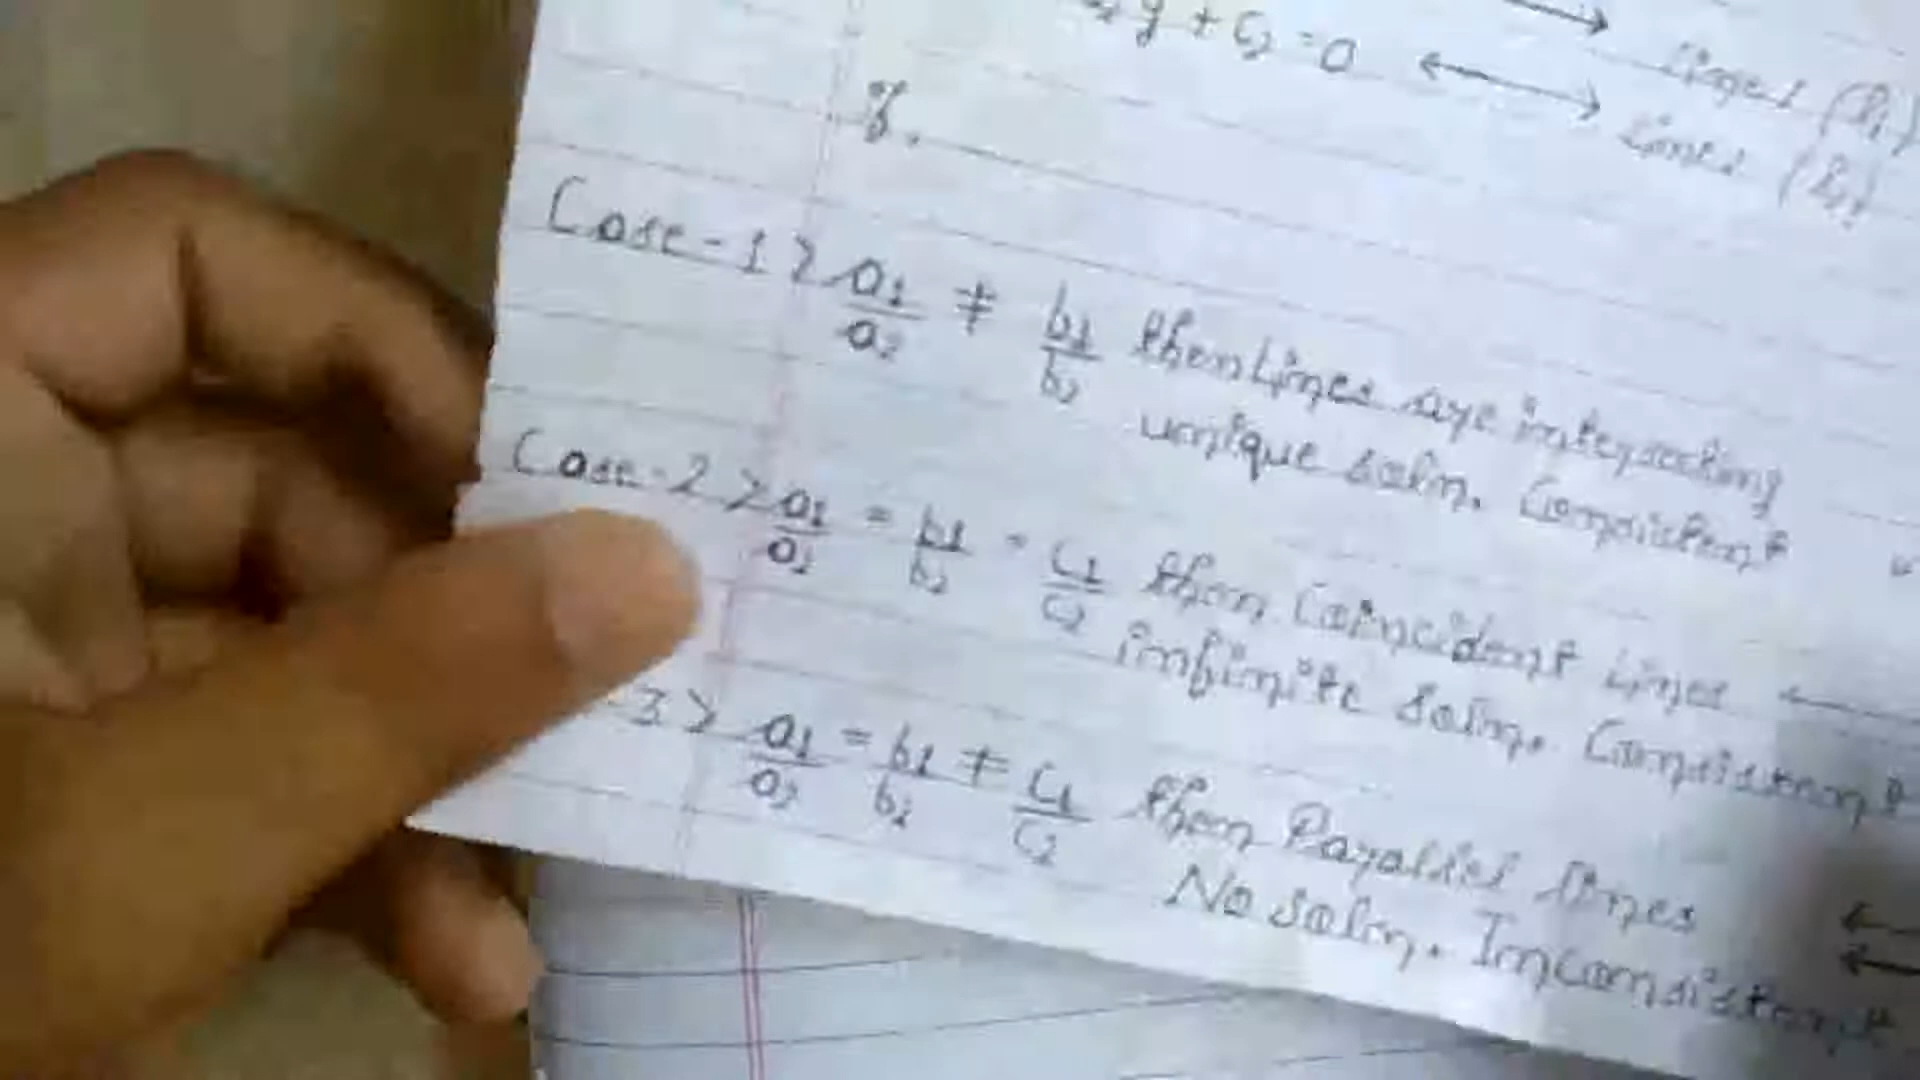 y + c₂ = 0 ⟷ Lines (l₁)
Lines (l₂)
If.
Case-1> a₁/a₂ ≠ b₁/b₂ then Lines are intersecting
unique soln. Consistent
Case-2> a₁/a₂ = b₁/b₂ = c₁/c₂ then Coincident lines
infinite soln. Consistent
-3> a₁/a₂ = b₁/b₂ ≠ c₁/c₂ then Parallel lines
No soln. Inconsistent